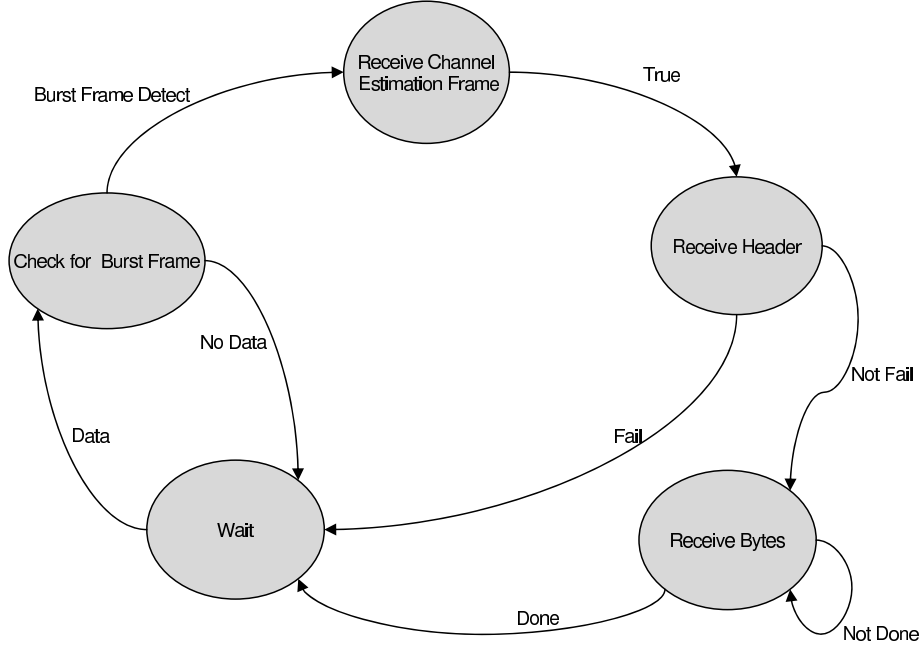 Receive Channel
Estimation Frame
True
Burst Frame Detect
Receive Header
Check for Burst Frame
No Data
Not Fail
Data
Fail
Wait
Receive Bytes
Done
Not Done